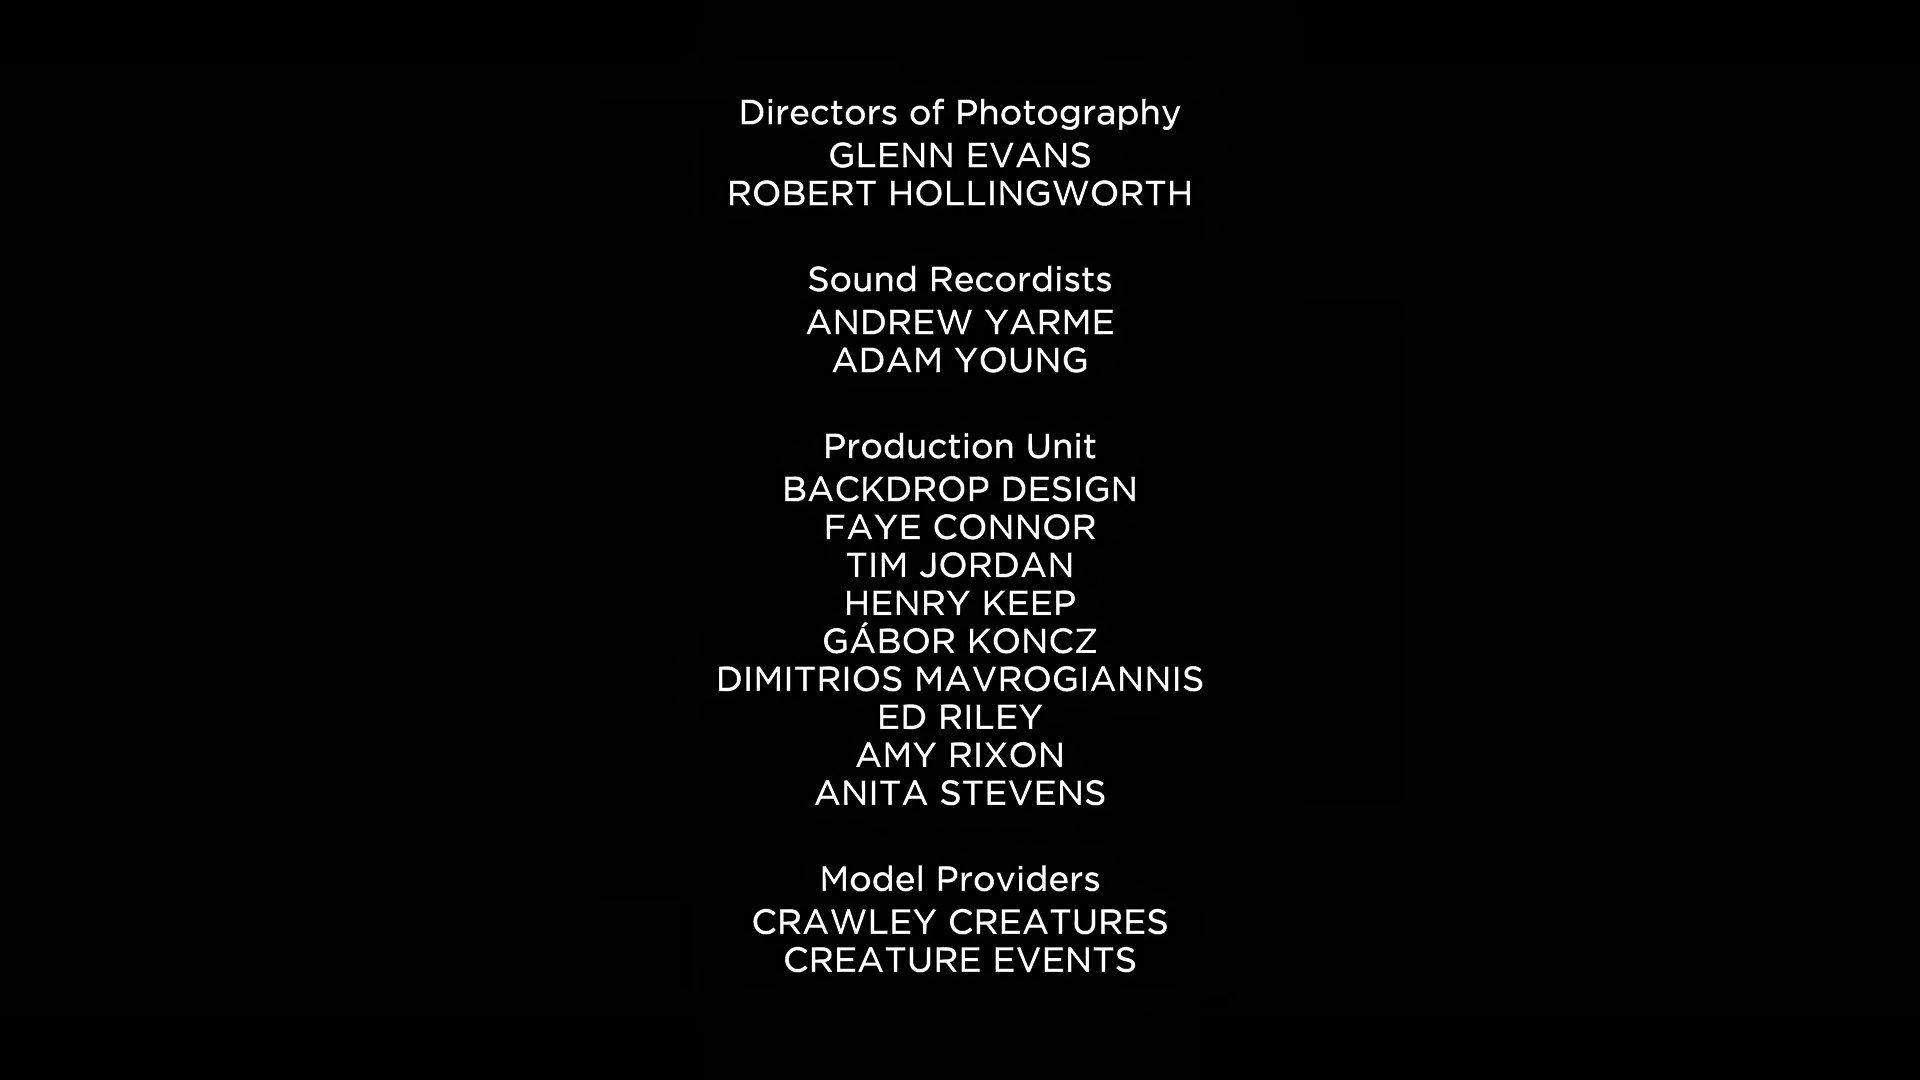 Directors of Photography
GLENN EVANS
ROBERT HOLLINGWORTH
Sound Recordists
ANDREW YARME
ADAM YOUNG
Production Unit
BACKDROP DESIGN
FAYE CONNOR
TIM JORDAN
HENRY KEEP
GÁBOR KONCZ
DIMITRIOS MAVROGIANNIS
ED RILEY
AMY RIXON
ANITA STEVENS
Model Providers
CRAWLEY CREATURES
CREATURE EVENTS